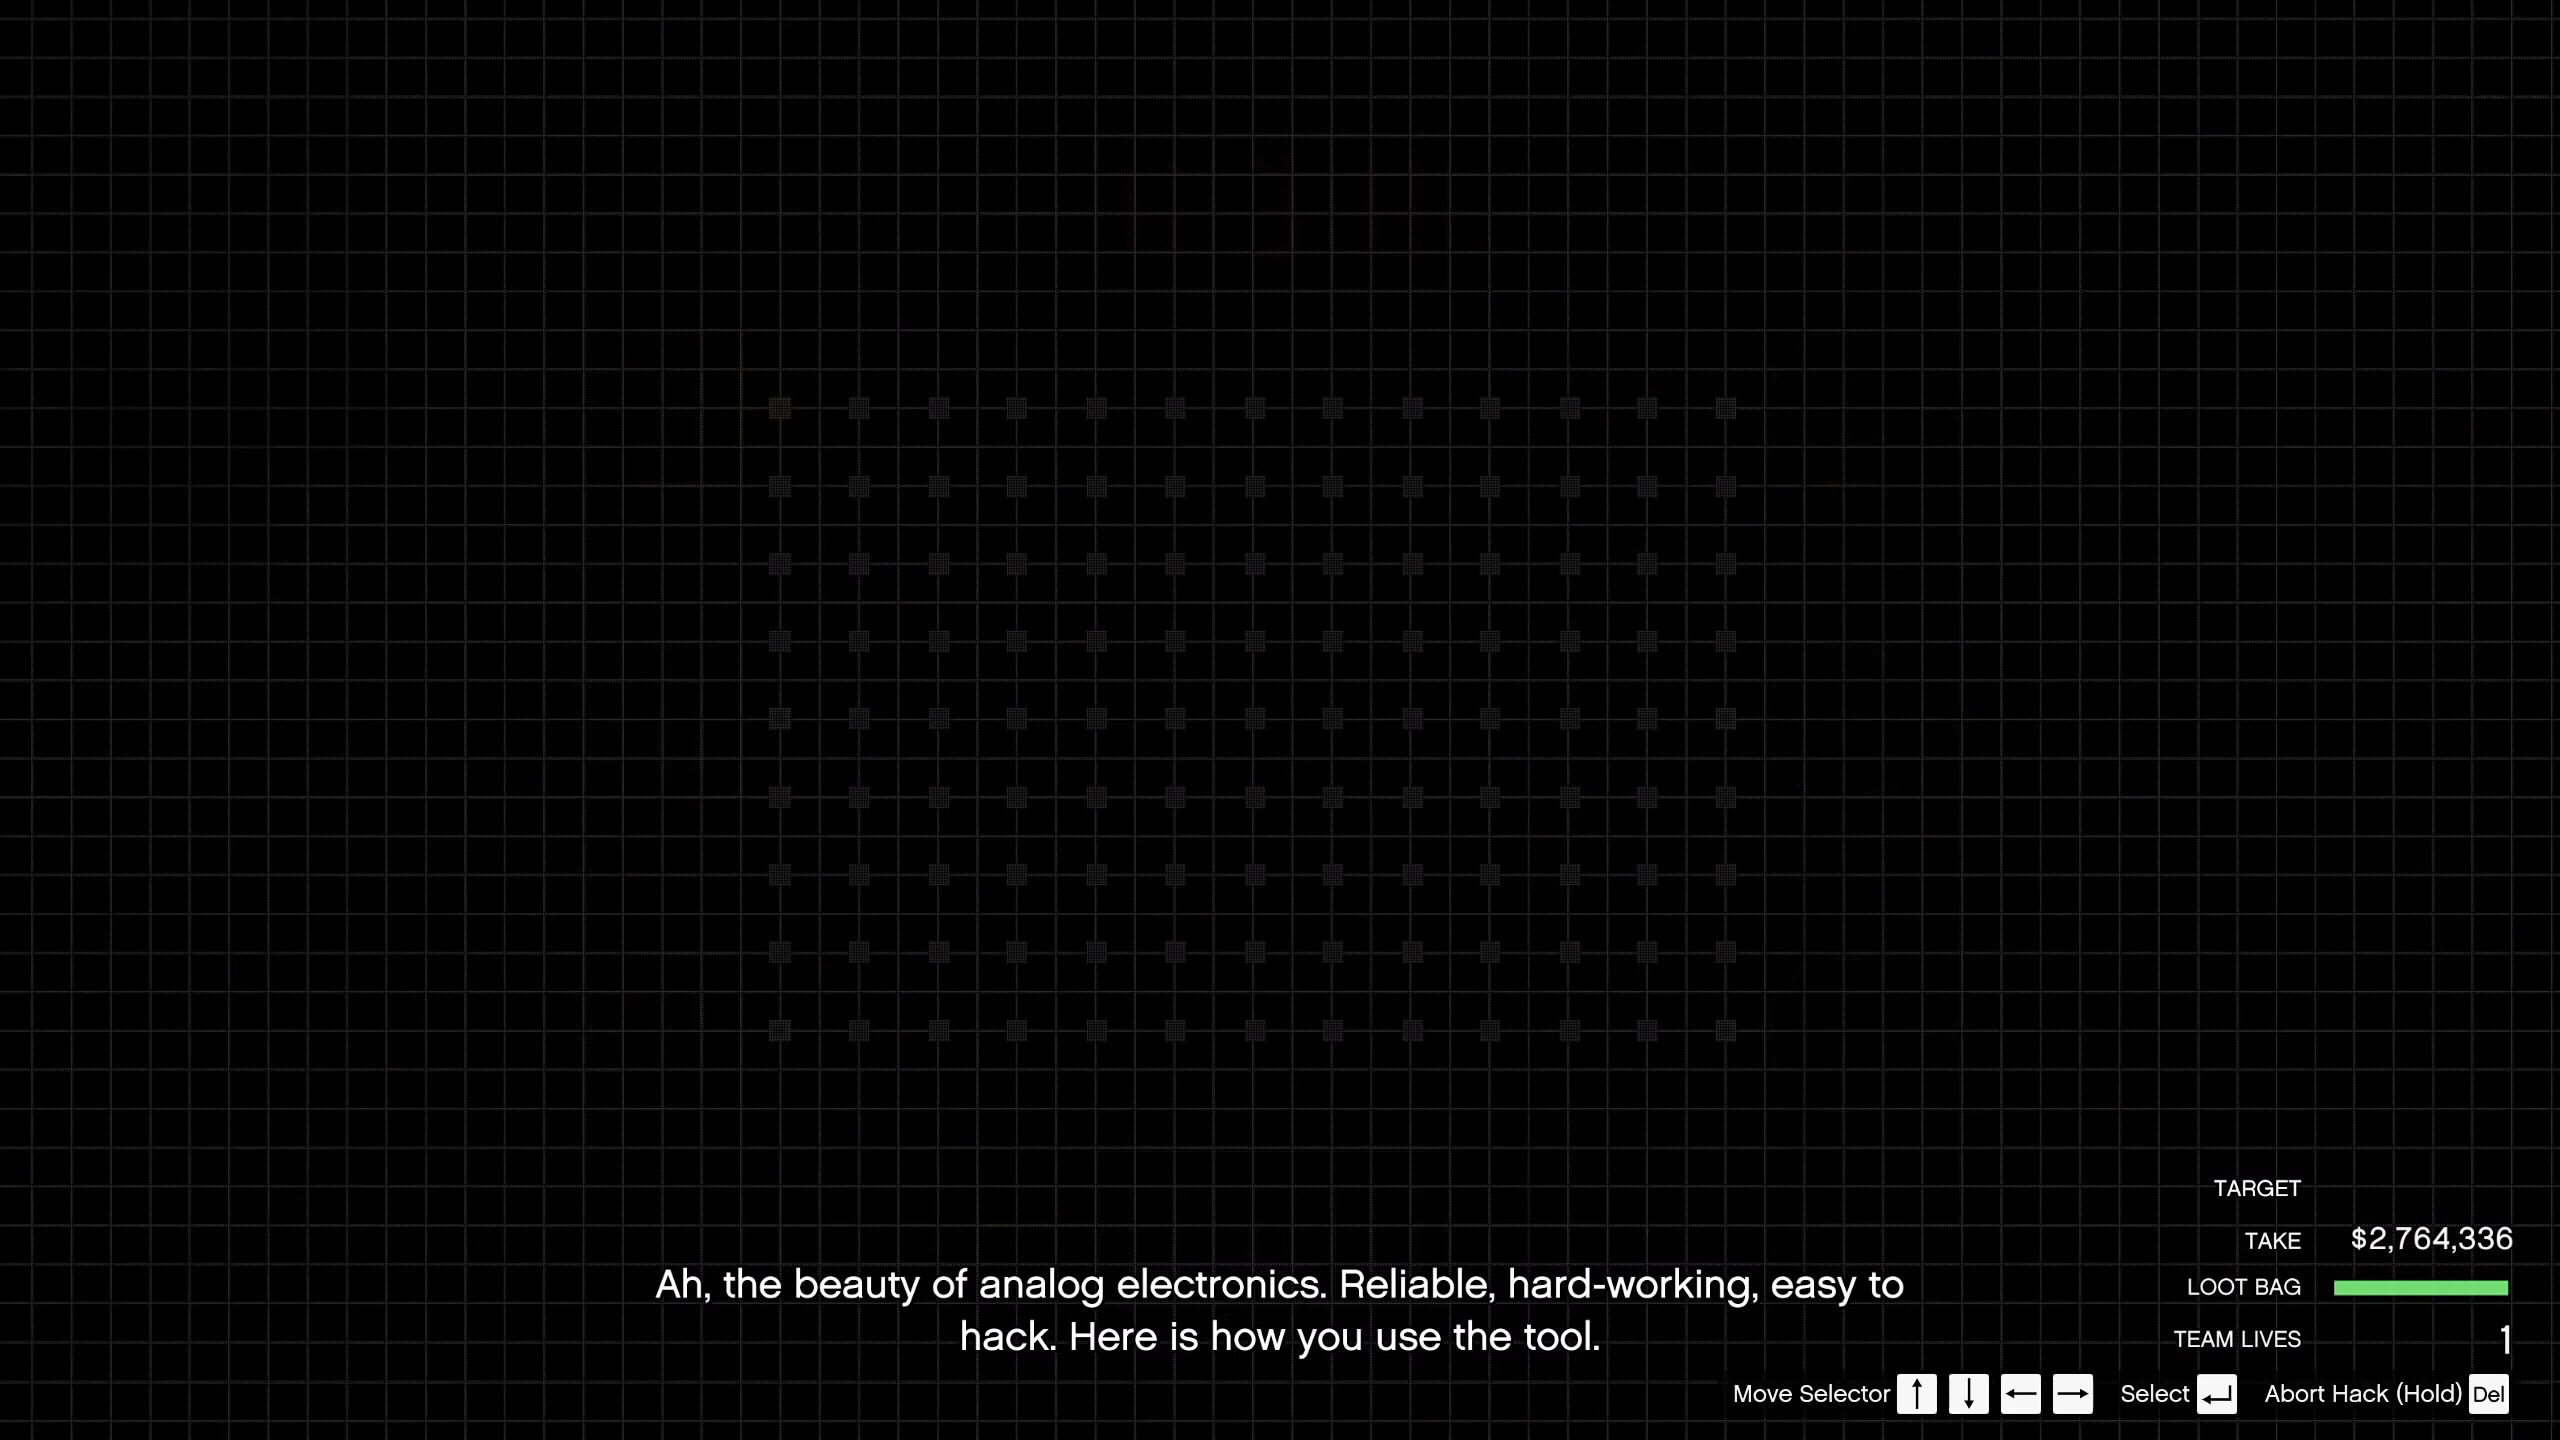 TARGET
TAKE $2,764,336
LOOT BAG
TEAM LIVES 1
Ah, the beauty of analog electronics. Reliable, hard-working, easy to
hack. Here is how you use the tool.
Move Selector ↑ ↓ ← → Select ↵ Abort Hack (Hold) Del